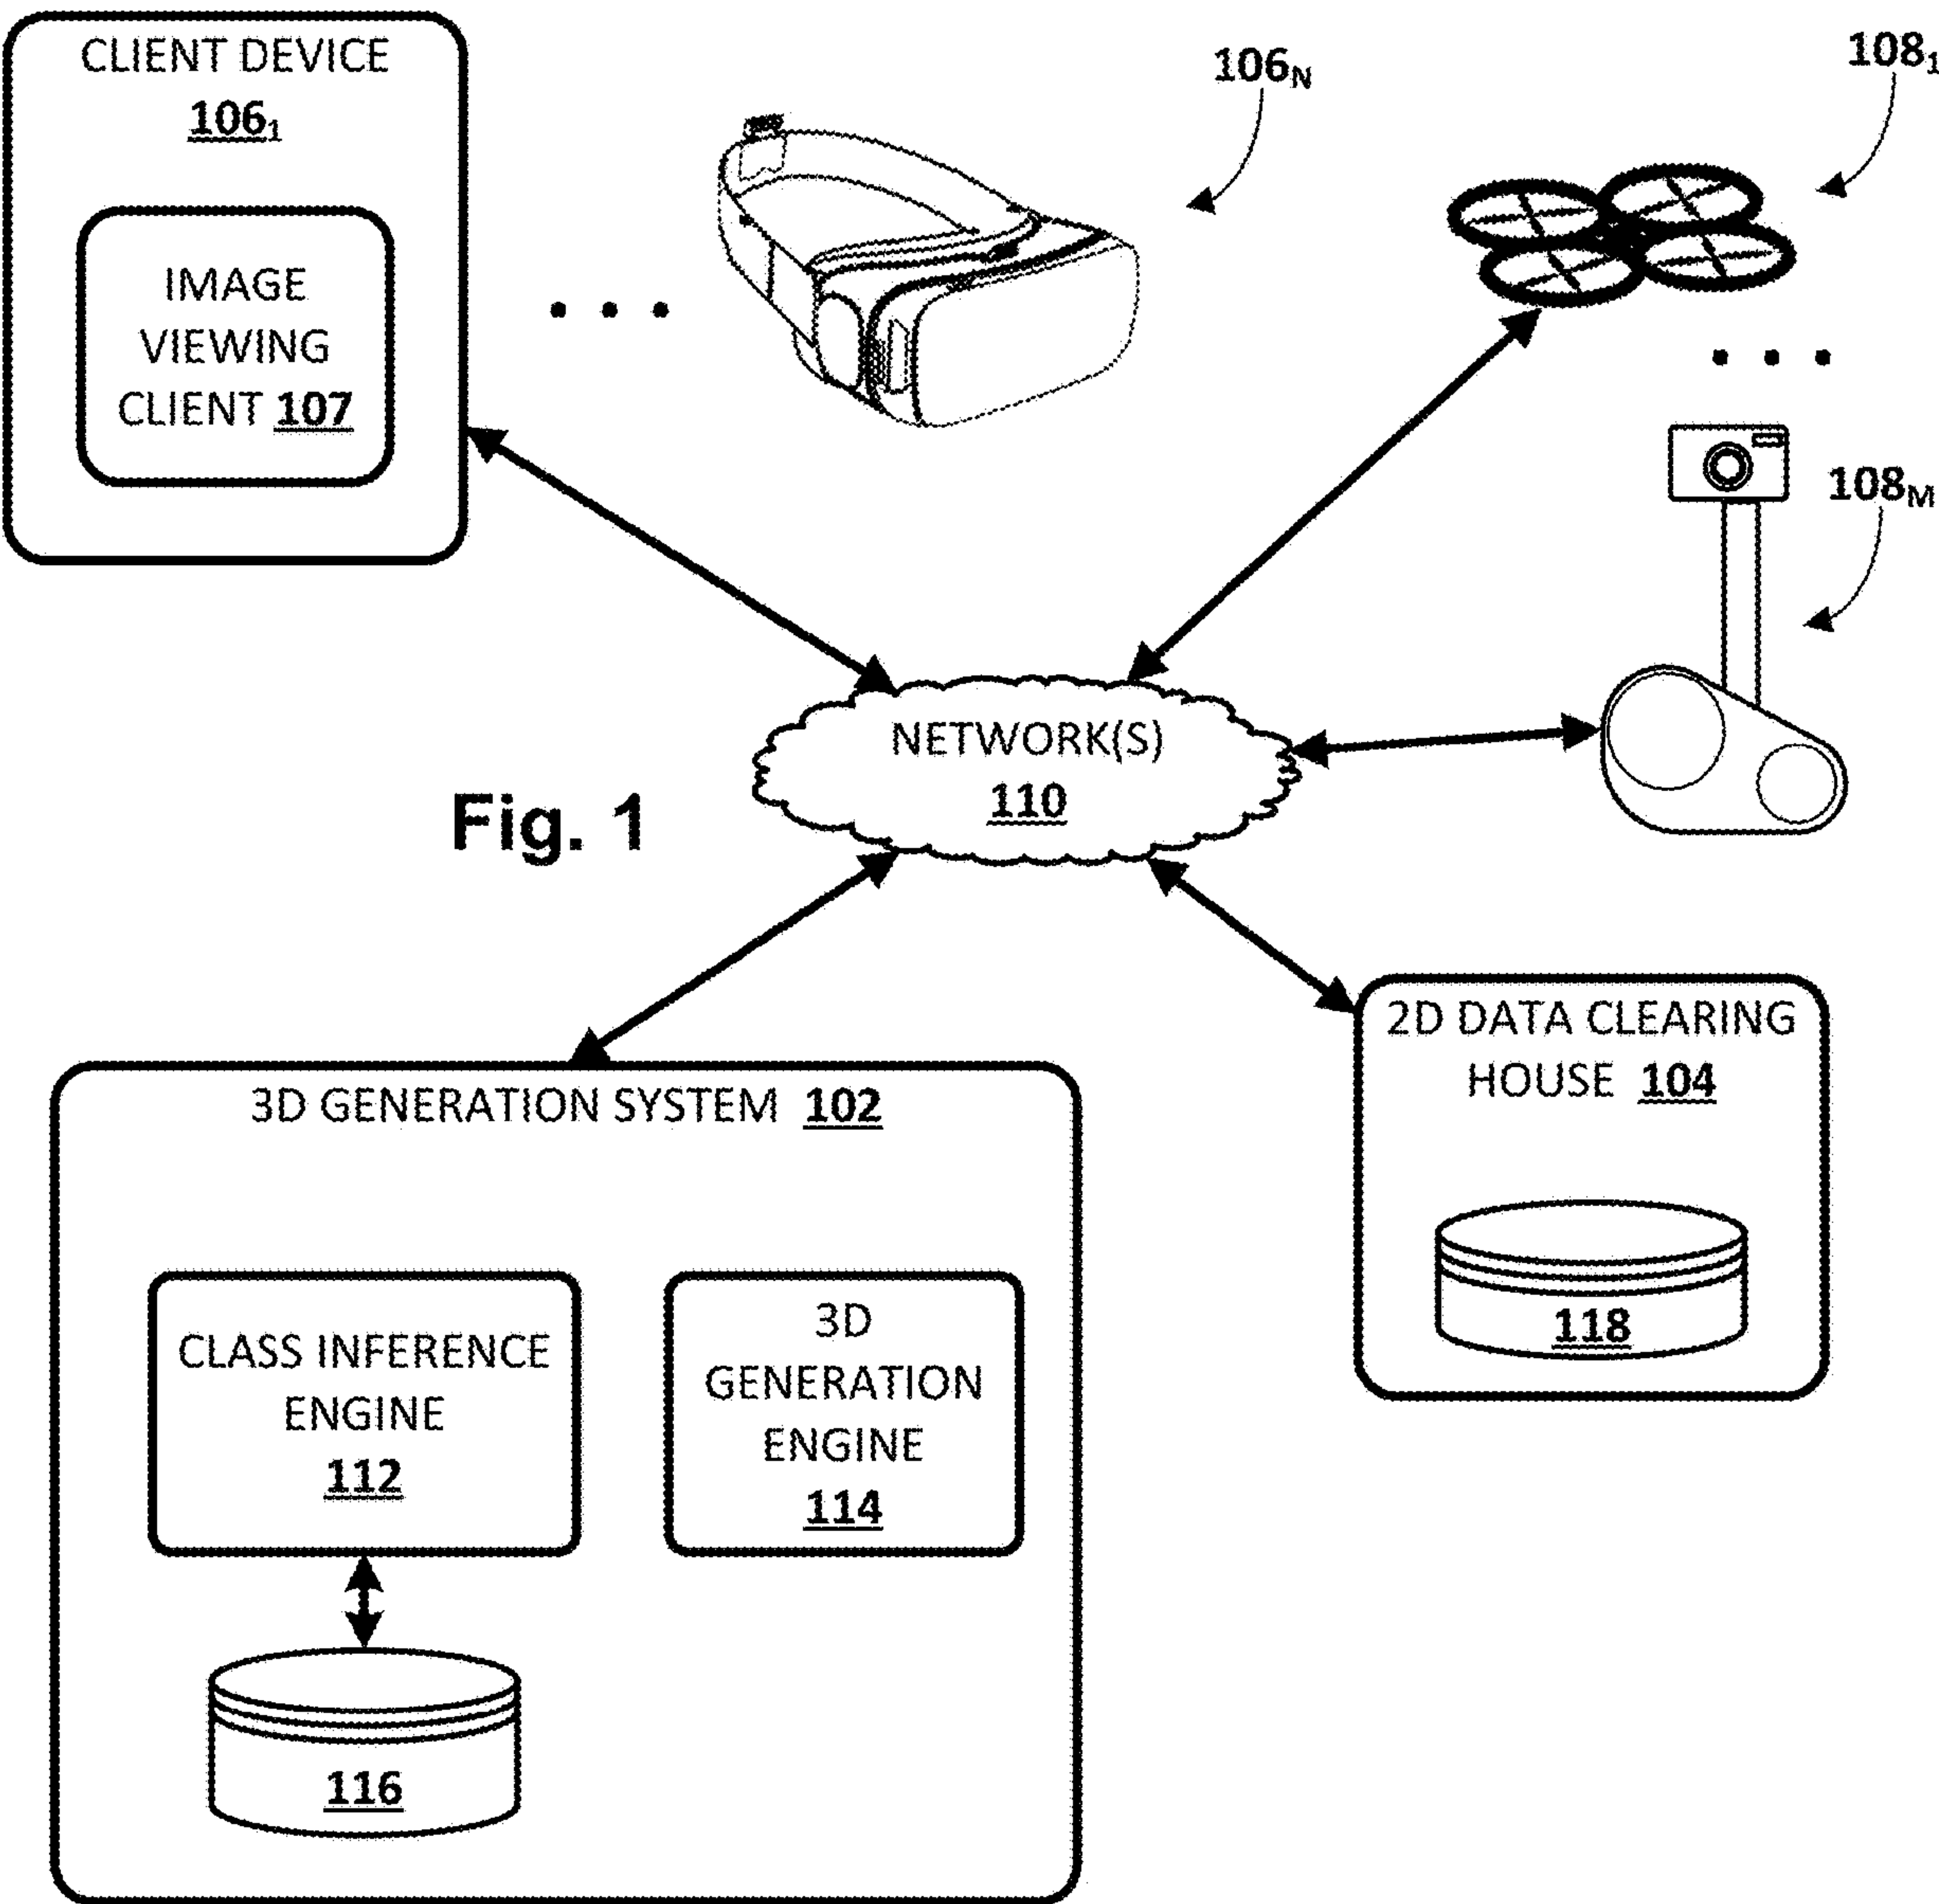 CLIENT DEVICE
106₁
IMAGE
VIEWING
CLIENT 107
106ₙ
108₁
108ₘ
NETWORK(S)
110
Fig. 1
3D GENERATION SYSTEM 102
CLASS INFERENCE
ENGINE
112
3D
GENERATION
ENGINE
114
116
2D DATA CLEARING
HOUSE 104
118